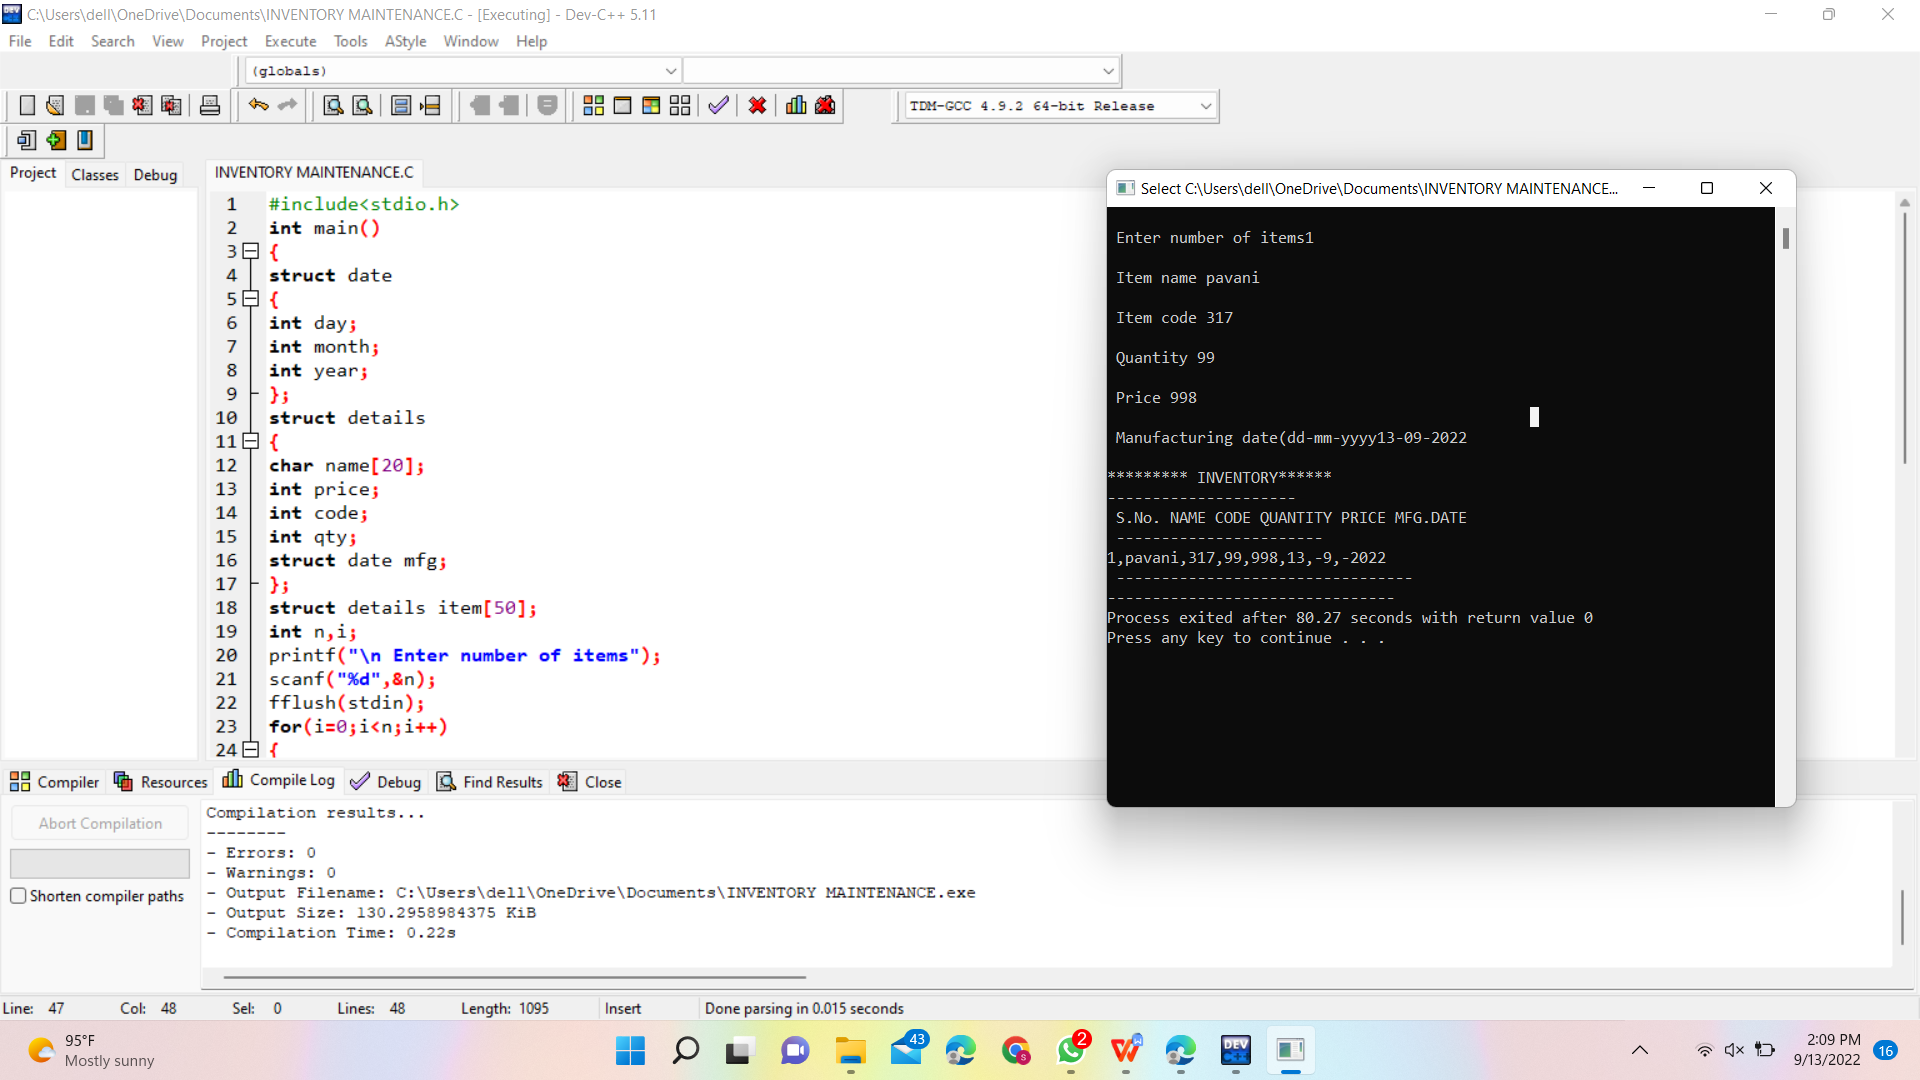 C:\Users\dell\OneDrive\Documents\INVENTORY MAINTENANCE.C - [Executing] - Dev-C++ 5.11
File Edit Search View Project Execute Tools AStyle Window Help
(globals)
TDM-GCC 4.9.2 64-bit Release
Project Classes Debug
INVENTORY MAINTENANCE.C
1 #include<stdio.h>
2 int main()
3 {
4 struct date
5 {
6 int day;
7 int month;
8 int year;
9 };
10 struct details
11 {
12 char name[20];
13 int price;
14 int code;
15 int qty;
16 struct date mfg;
17 };
18 struct details item[50];
19 int n,i;
20 printf("\n Enter number of items");
21 scanf("%d",&n);
22 fflush(stdin);
23 for(i=0;i<n;i++)
24 {
Select C:\Users\dell\OneDrive\Documents\INVENTORY MAINTENANCE...
Enter number of items1
Item name pavani
Item code 317
Quantity 99
Price 998
Manufacturing date(dd-mm-yyyy13-09-2022
********* INVENTORY******
---------------------
S.No. NAME CODE QUANTITY PRICE MFG.DATE
-----------------------
1,pavani,317,99,998,13,-9,-2022
---------------------------------
--------------------------------
Process exited after 80.27 seconds with return value 0
Press any key to continue . . .
Compiler Resources Compile Log Debug Find Results Close
Abort Compilation
Shorten compiler paths
Compilation results...
--------
- Errors: 0
- Warnings: 0
- Output Filename: C:\Users\dell\OneDrive\Documents\INVENTORY MAINTENANCE.exe
- Output Size: 130.2958984375 KiB
- Compilation Time: 0.22s
Line: 47 Col: 48 Sel: 0 Lines: 48 Length: 1095 Insert Done parsing in 0.015 seconds
95°F
Mostly sunny
43
S
2
W
DEV
C++
2:09 PM
9/13/2022
16